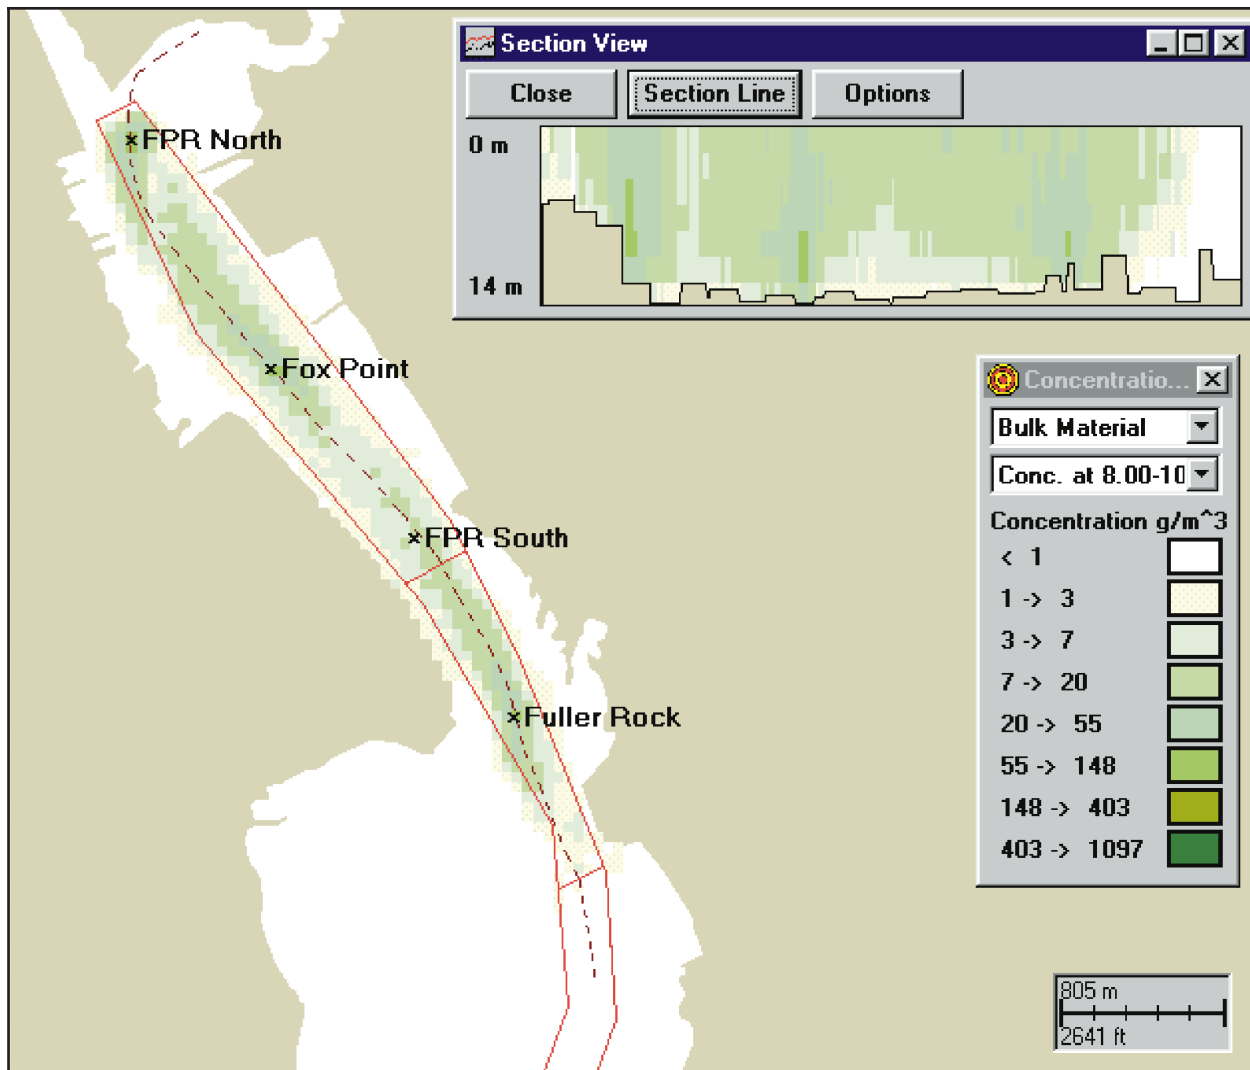 Section View
Close
Section Line
Options
0 m
14 m
FPR North
Fox Point
FPR South
Fuller Rock
Concentratio...
Bulk Material
Conc. at 8.00-10
Concentration g/m^3
< 1
1 -> 3
3 -> 7
7 -> 20
20 -> 55
55 -> 148
148 -> 403
403 -> 1097
805 m
2641 ft